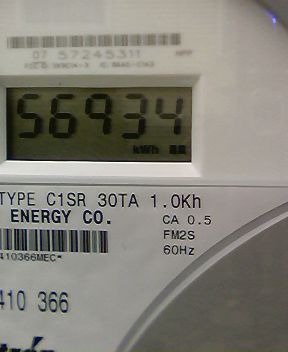 07 57245311
56934
kWh
TYPE C1SR 30TA 1.0Kh
ENERGY CO.
CA 0.5
FM2S
60Hz
410366MEC*
410 366